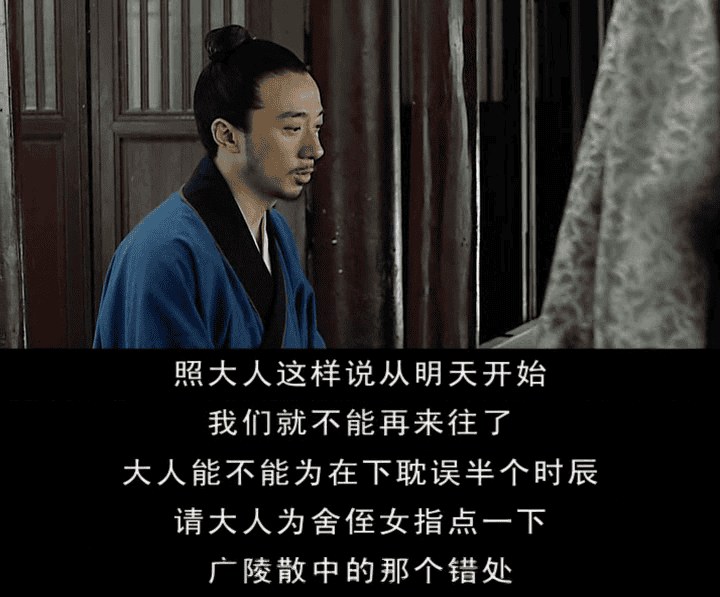 照大人这样说从明天开始
我们就不能再来往了
大人能不能为在下耽误半个时辰
请大人为舍侄女指点一下
广陵散中的那个错处